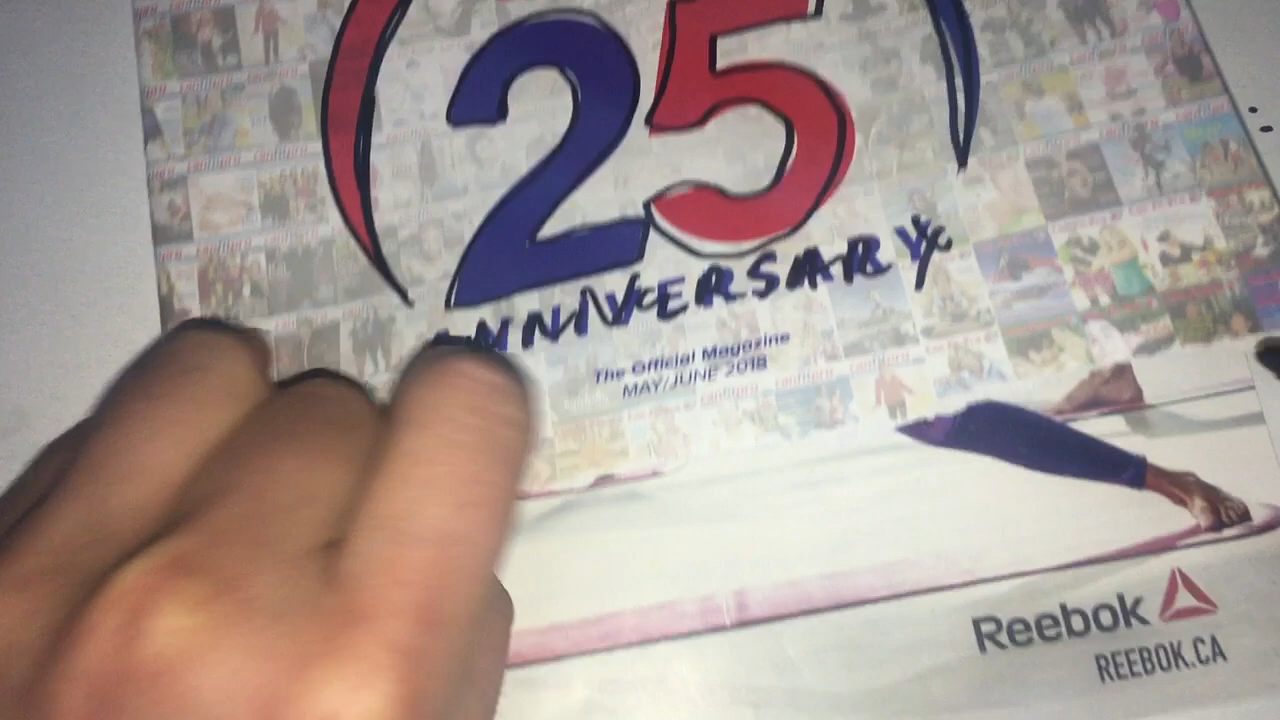 25
ANNIVERSARY
The Official Magazine
MAY/JUNE 2018
Reebok
REEBOK.CA